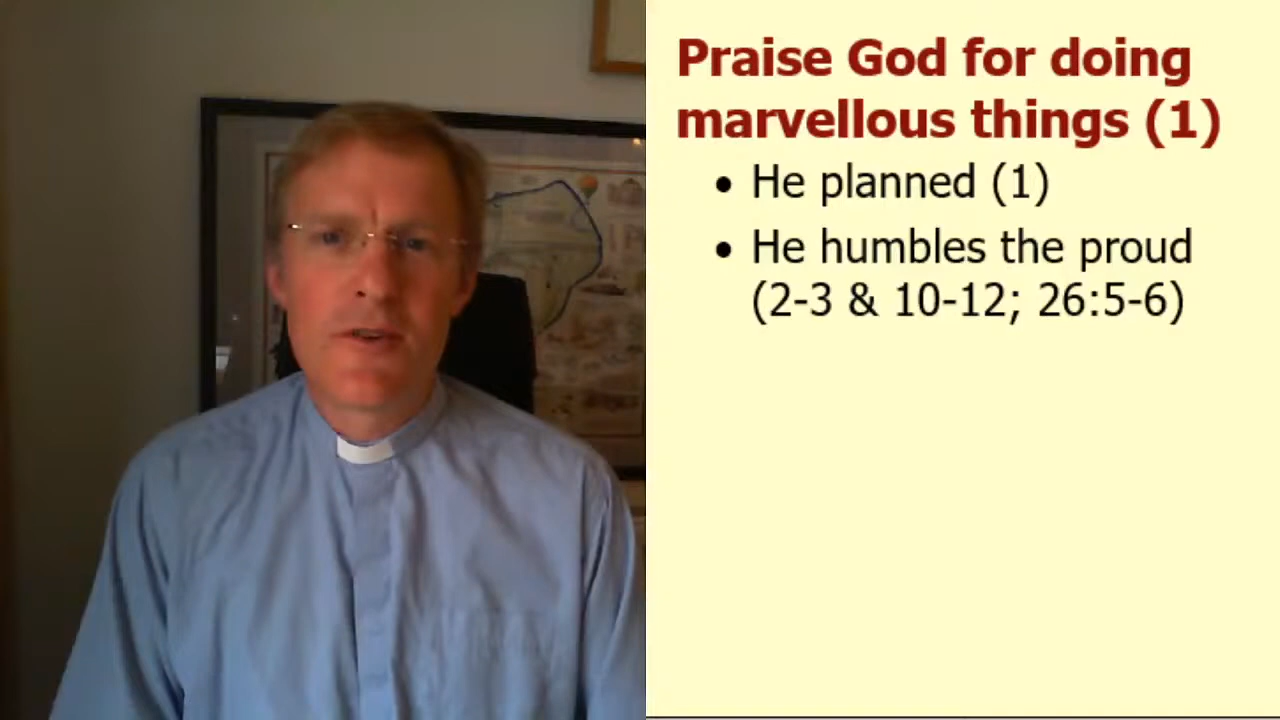 Praise God for doing
marvellous things (1)
• He planned (1)
• He humbles the proud
(2-3 & 10-12; 26:5-6)